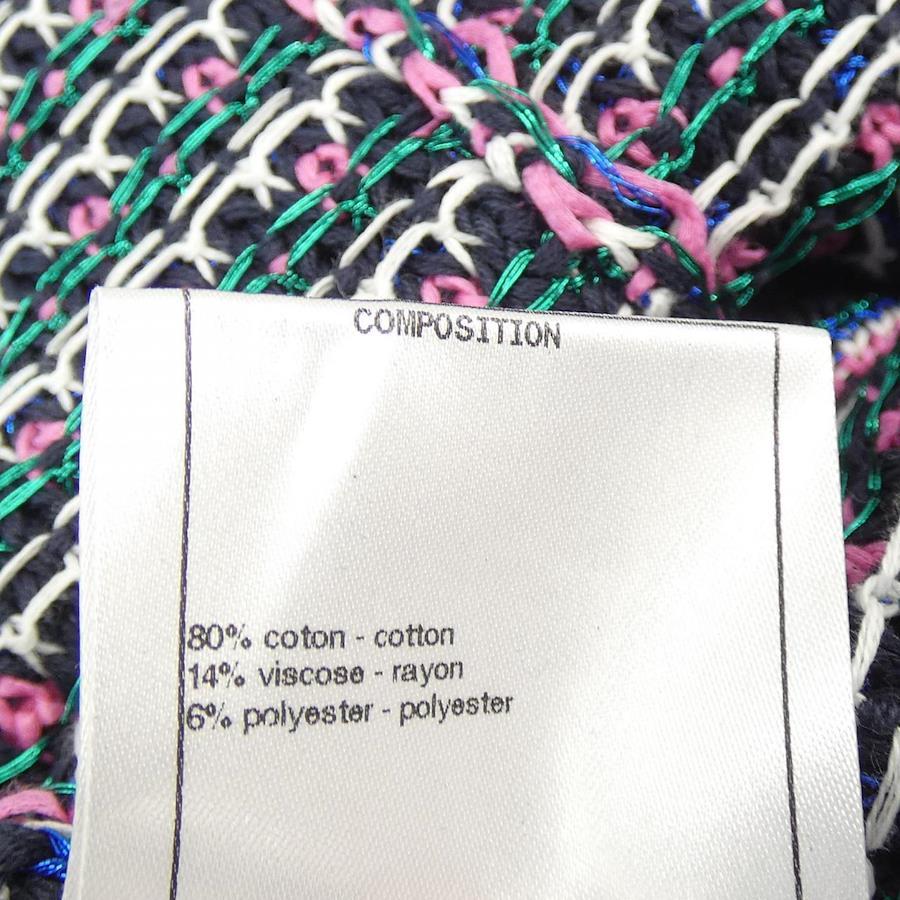 COMPOSITION
80% coton - cotton
14% viscose - rayon
6% polyester - polyester